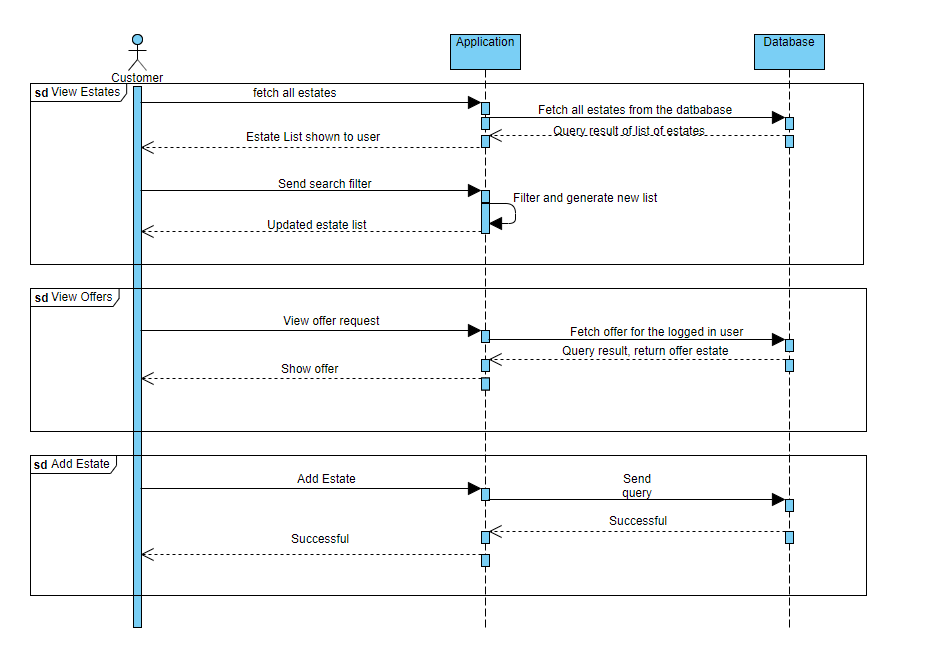 Application
Database
Customer
sd View Estates
fetch all estates
Fetch all estates from the datbabase
Query result of list of estates
Estate List shown to user
Send search filter
Filter and generate new list
Updated estate list
sd View Offers
View offer request
Fetch offer for the logged in user
Query result, return offer estate
Show offer
sd Add Estate
Add Estate
Send
query
Successful
Successful